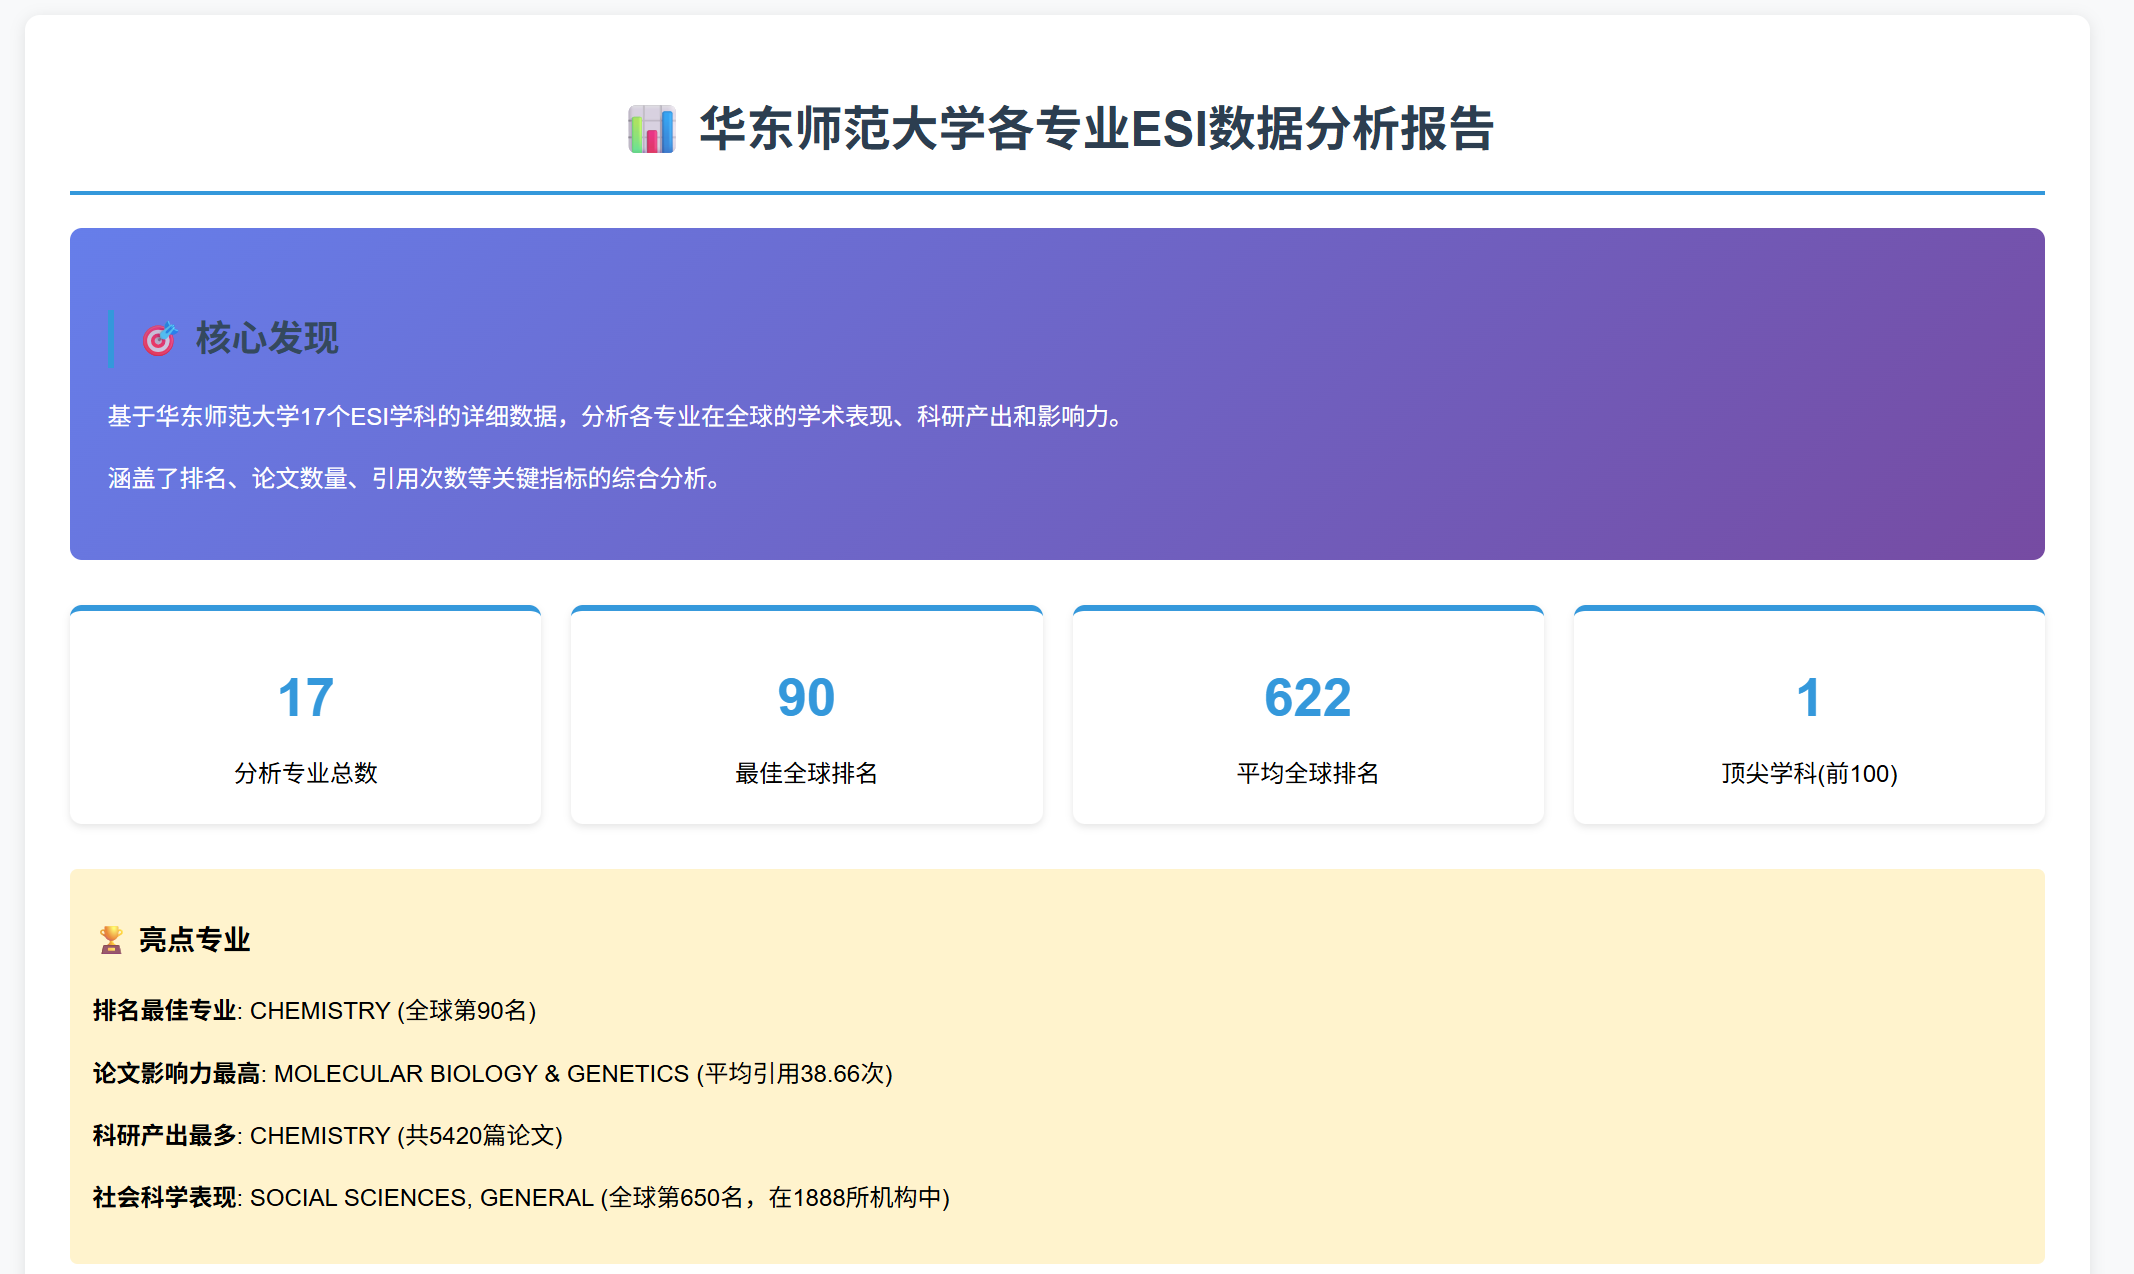 华东师范大学各专业ESI数据分析报告
核心发现
基于华东师范大学17个ESI学科的详细数据，分析各专业在全球的学术表现、科研产出和影响力。
涵盖了排名、论文数量、引用次数等关键指标的综合分析。
17
分析专业总数
90
最佳全球排名
622
平均全球排名
1
顶尖学科(前100)
亮点专业
排名最佳专业: CHEMISTRY (全球第90名)
论文影响力最高: MOLECULAR BIOLOGY & GENETICS (平均引用38.66次)
科研产出最多: CHEMISTRY (共5420篇论文)
社会科学表现: SOCIAL SCIENCES, GENERAL (全球第650名，在1888所机构中)